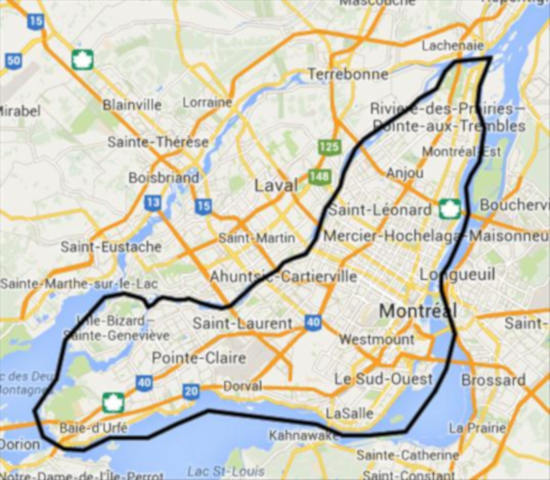 Mascouche
15
Lachenaie
50
Terrebonne
Mirabel
Blainville
Lorraine
Rivière-des-Prairies—
Pointe-aux-Trembles
Sainte-Thérèse
125
Montréal-Est
Boisbriand
148
Anjou
Laval
13
15
Saint-Léonard
Boucherv
Saint-Martin
Mercier-Hochelaga-Maisonneu
Saint-Eustache
Ahuntsic-Cartierville
Longueuil
Sainte-Marthe-sur-le-Lac
Montréal
L'Île-Bizard—
Sainte-Geneviève
Saint-Laurent
40
Saint-
Westmount
Pointe-Claire
ac des Deux
Montagnes
40
20
Dorval
Le Sud-Ouest
Brossard
LaSalle
Baie-d'Urfé
La Prairie
Dorion
Kahnawake
Sainte-Catherine
Lac St-Louis
Notre-Dame-de-L'Île-Perrot
Saint-Constant